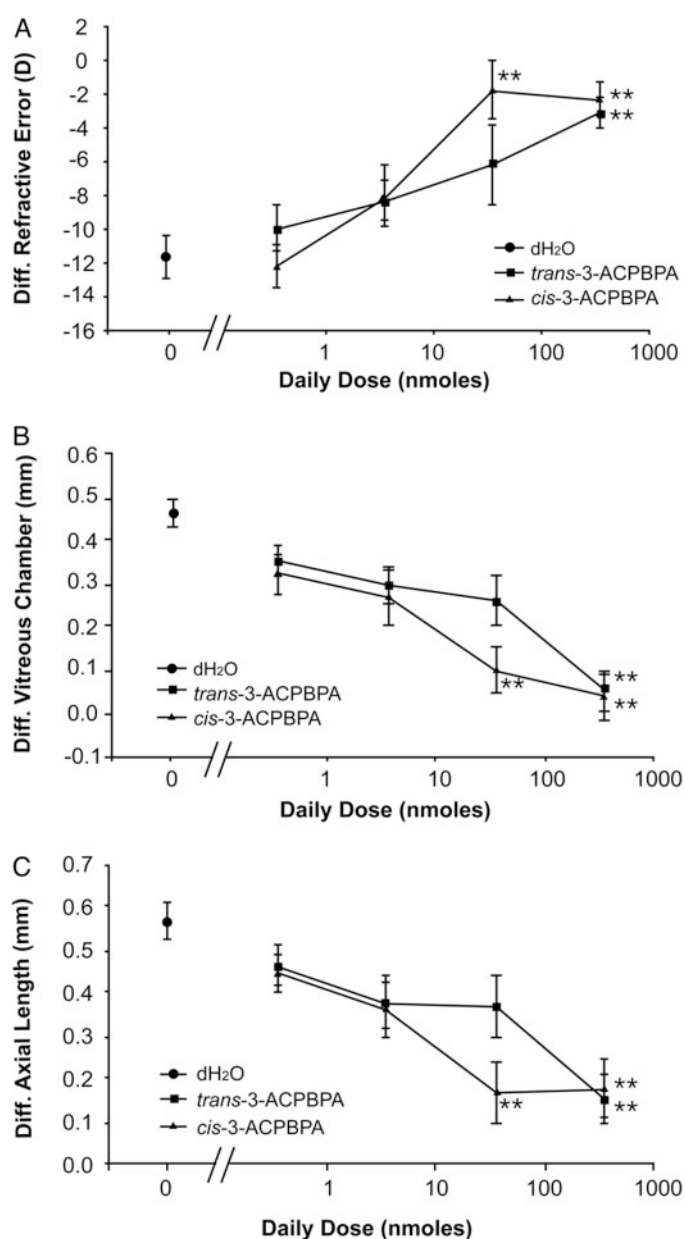 A
Diff. Refractive Error (D)
0
-2
-4
-6
-8
-10
-12
-14
-16
**
**
**
dH2O
trans-3-ACPBPA
cis-3-ACPBPA
0
1
10
100
1000
Daily Dose (nmoles)
B
Diff. Vitreous Chamber (mm)
0.6
0.5
0.4
0.3
0.2
0.1
0.0
-0.1
**
**
**
dH2O
trans-3-ACPBPA
cis-3-ACPBPA
0
1
10
100
1000
Daily Dose (nmoles)
C
Diff. Axial Length (mm)
0.7
0.6
0.5
0.4
0.3
0.2
0.1
0.0
**
**
**
dH2O
trans-3-ACPBPA
cis-3-ACPBPA
0
1
10
100
1000
Daily Dose (nmoles)